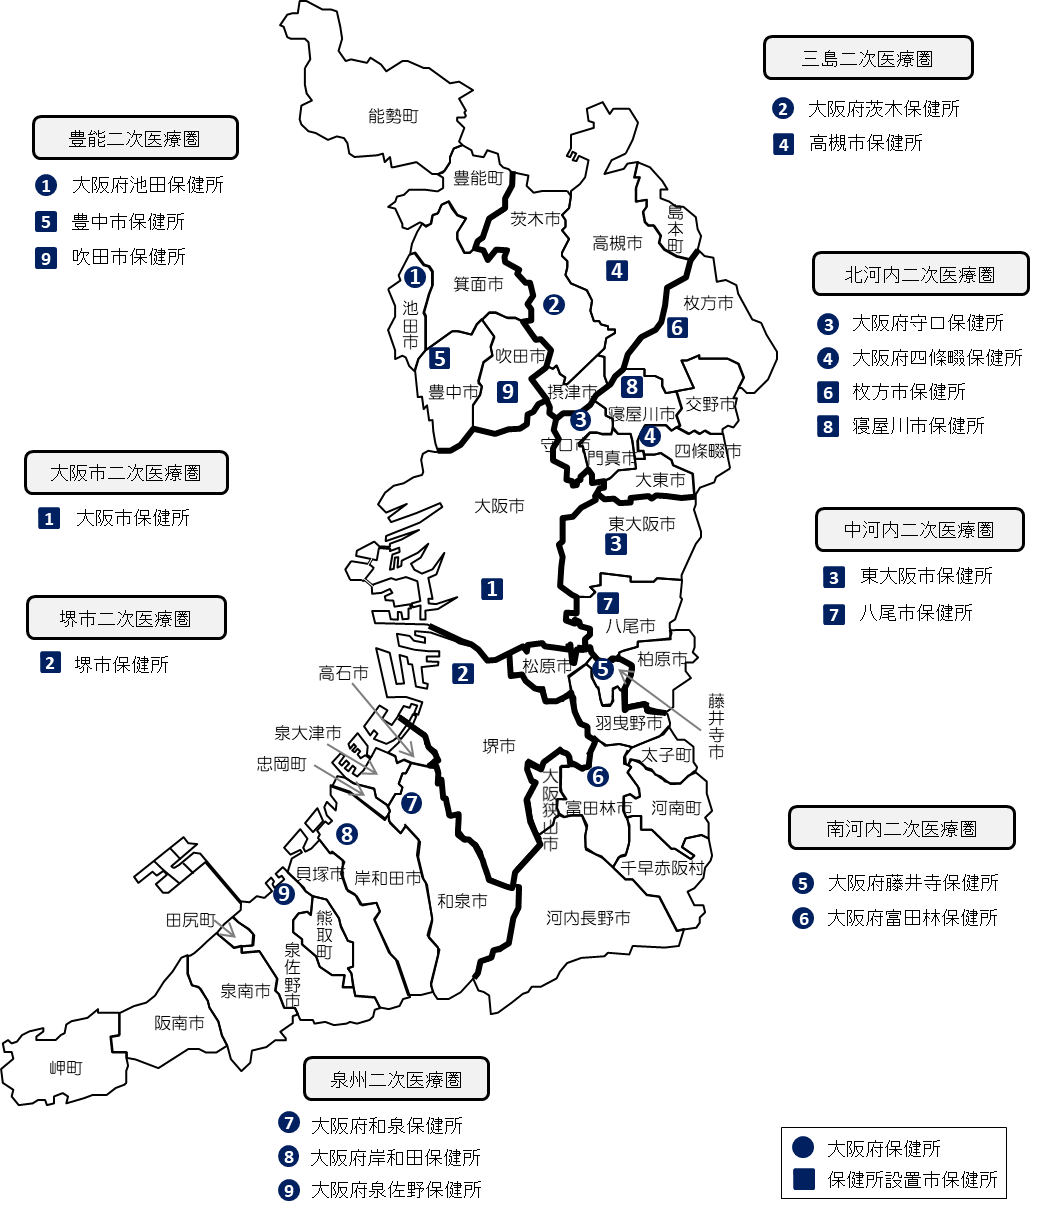 豊能二次医療圏
1 大阪府池田保健所
5 豊中市保健所
9 吹田市保健所
大阪市二次医療圏
1 大阪市保健所
堺市二次医療圏
2 堺市保健所
三島二次医療圏
2 大阪府茨木保健所
4 高槻市保健所
北河内二次医療圏
3 大阪府守口保健所
4 大阪府四條畷保健所
6 枚方市保健所
8 寝屋川市保健所
中河内二次医療圏
3 東大阪市保健所
7 八尾市保健所
南河内二次医療圏
5 大阪府藤井寺保健所
6 大阪府富田林保健所
泉州二次医療圏
7 大阪府和泉保健所
8 大阪府岸和田保健所
9 大阪府泉佐野保健所
大阪府保健所
保健所設置市保健所
能勢町
豊能町
茨木市
島本町
高槻市
4
1
箕面市
池田市
2
枚方市
6
5
吹田市
豊中市
9
摂津市
8
交野市
寝屋川市
3
4
守口市
門真市
四條畷市
大東市
大阪市
東大阪市
3
1
7
八尾市
松原市
5
柏原市
2
高石市
藤井寺市
羽曳野市
泉大津市
堺市
太子町
忠岡町
大阪狭山市
6
富田林市
河南町
7
8
千早赤阪村
貝塚市
岸和田市
9
和泉市
河内長野市
田尻町
熊取町
泉佐野市
泉南市
阪南市
岬町